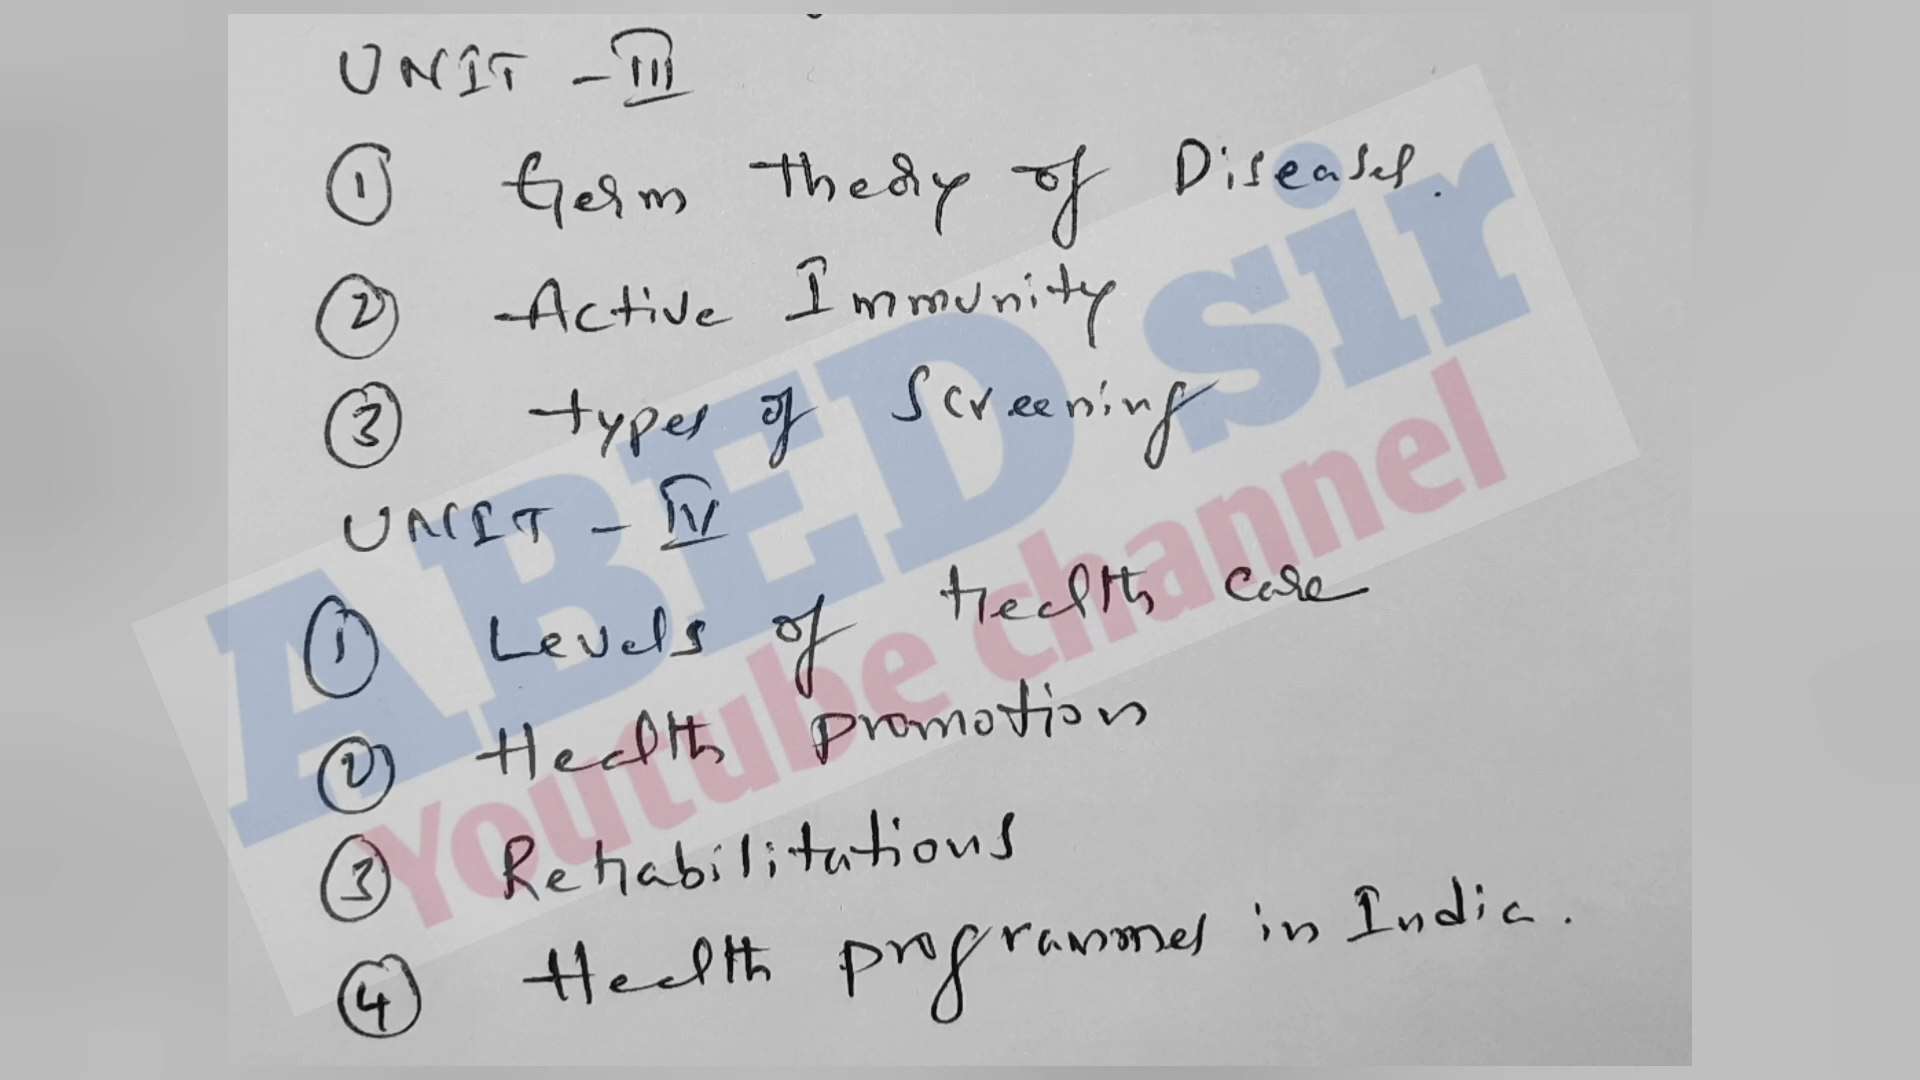 UNIT - III
① Germ theory of Diseases.
② Active Immunity
③ types of Screening
UNIT - IV
① Levels of Health care
② Health promotion
③ Rehabilitations
④ Health programmes in India.
ABED sir
Youtube channel